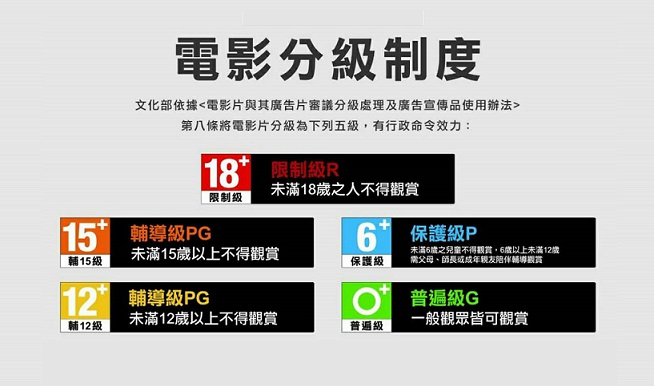 電影分級制度
文化部依據<電影片與其廣告片審議分級處理及廣告宣傳品使用辦法>
第八條將電影片分級為下列五級，有行政命令效力：
18+
限制級
限制級R
未滿18歲之人不得觀賞
15+
輔15級
輔導級PG
未滿15歲以上不得觀賞
6+
保護級
保護級P
未滿6歲之兒童不得觀賞，6歲以上未滿12歲
需父母、師長或成年親友陪伴輔導觀賞
12+
輔12級
輔導級PG
未滿12歲以上不得觀賞
0+
普遍級
普遍級G
一般觀眾皆可觀賞